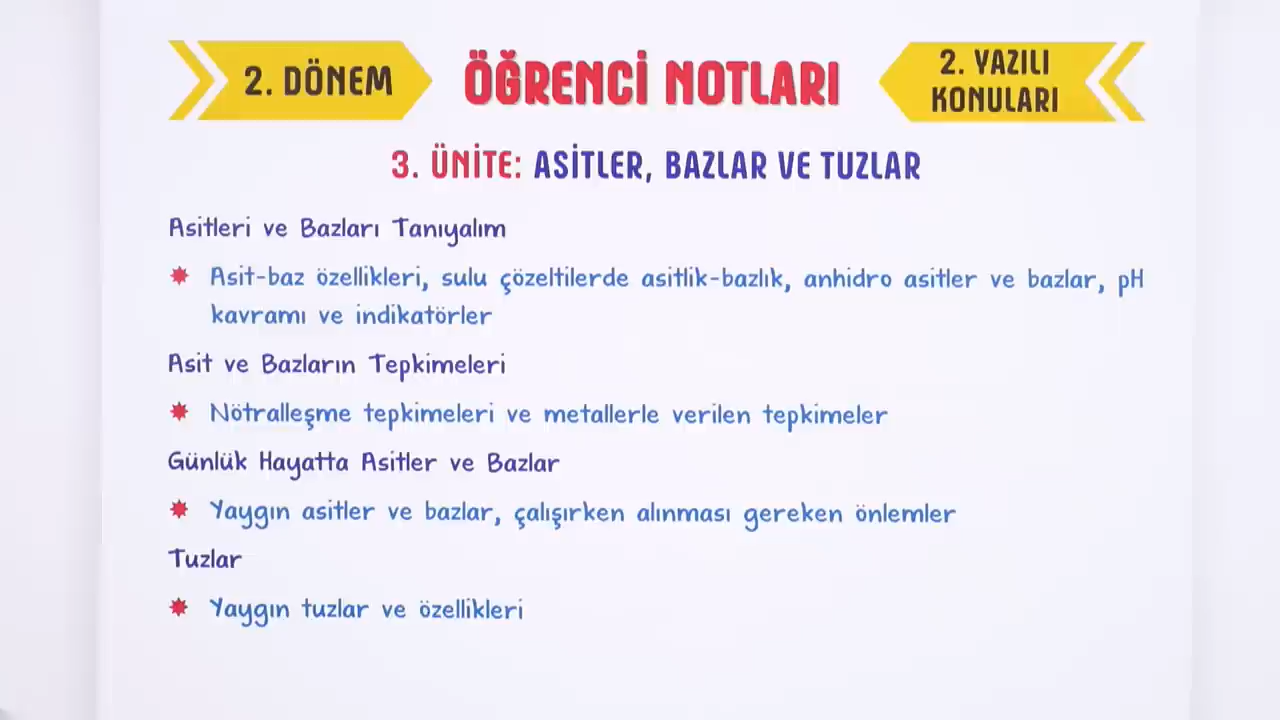 2. DÖNEM
ÖĞRENCİ NOTLARI
2. YAZILI
KONULARI
3. ÜNİTE: ASİTLER, BAZLAR VE TUZLAR
Asitleri ve Bazları Tanıyalım
Asit-baz özellikleri, sulu çözeltilerde asitlik-bazlık, anhidro asitler ve bazlar, pH
kavramı ve indikatörler
Asit ve Bazların Tepkimeleri
Nötralleşme tepkimeleri ve metallerle verilen tepkimeler
Günlük Hayatta Asitler ve Bazlar
Yaygın asitler ve bazlar, çalışırken alınması gereken önlemler
Tuzlar
Yaygın tuzlar ve özellikleri